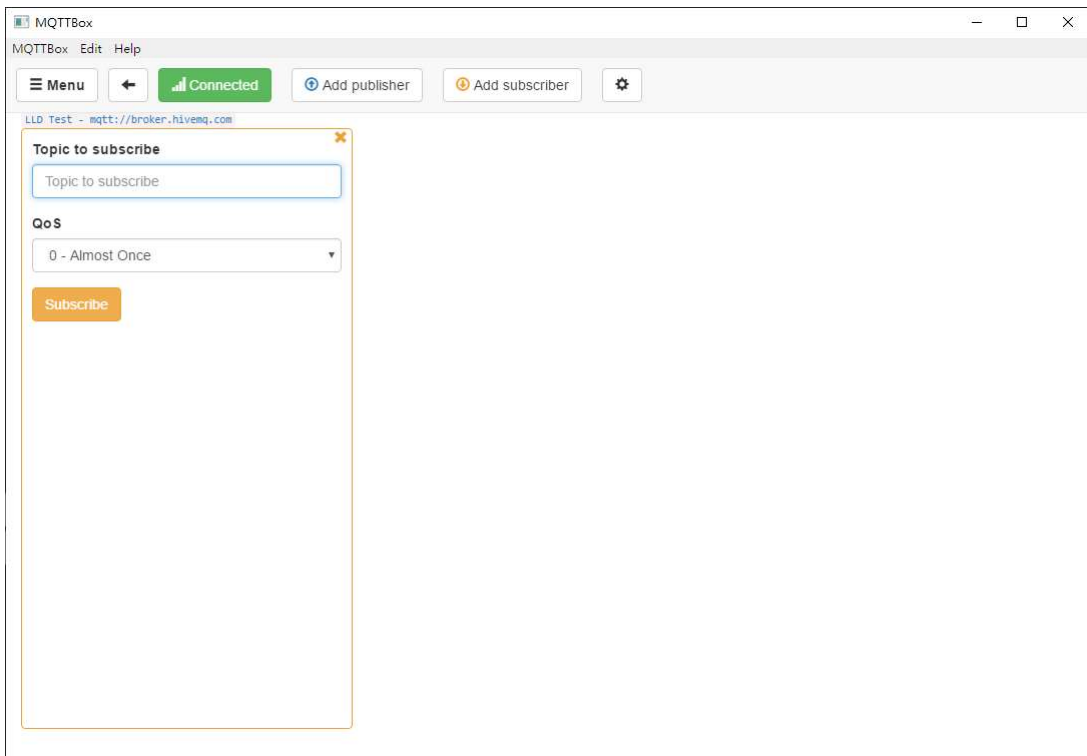 MQTTBox
MQTTBox Edit Help
Menu Connected Add publisher Add subscriber
LLD Test - mqtt://broker.hivemq.com
Topic to subscribe
Topic to subscribe
QoS
0 - Almost Once
Subscribe